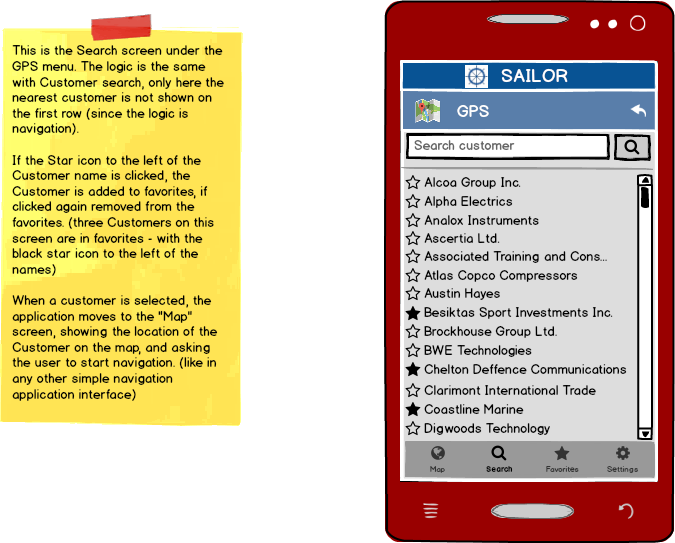 This is the Search screen under the
GPS menu. The logic is the same
with Customer search, only here the
nearest customer is not shown on
the first row (since the logic is
navigation).
If the Star icon to the left of the
Customer name is clicked, the
Customer is added to favorites, if
clicked again removed from the
favorites. (three Customers on this
screen are in favorites - with the
black star icon to the left of the
names)
When a customer is selected, the
application moves to the "Map"
screen, showing the location of the
Customer on the map, and asking
the user to start navigation. (like in
any other simple navigation
application interface)
SAILOR
GPS
Search customer
Alcoa Group Inc.
Alpha Electrics
Analox Instruments
Ascertia Ltd.
Associated Training and Cons...
Atlas Copco Compressors
Austin Hayes
Besiktas Sport Investments Inc.
Brockhouse Group Ltd.
BWE Technologies
Chelton Deffence Communications
Clarimont International Trade
Coastline Marine
Digwoods Technology
Map Search Favorites Settings